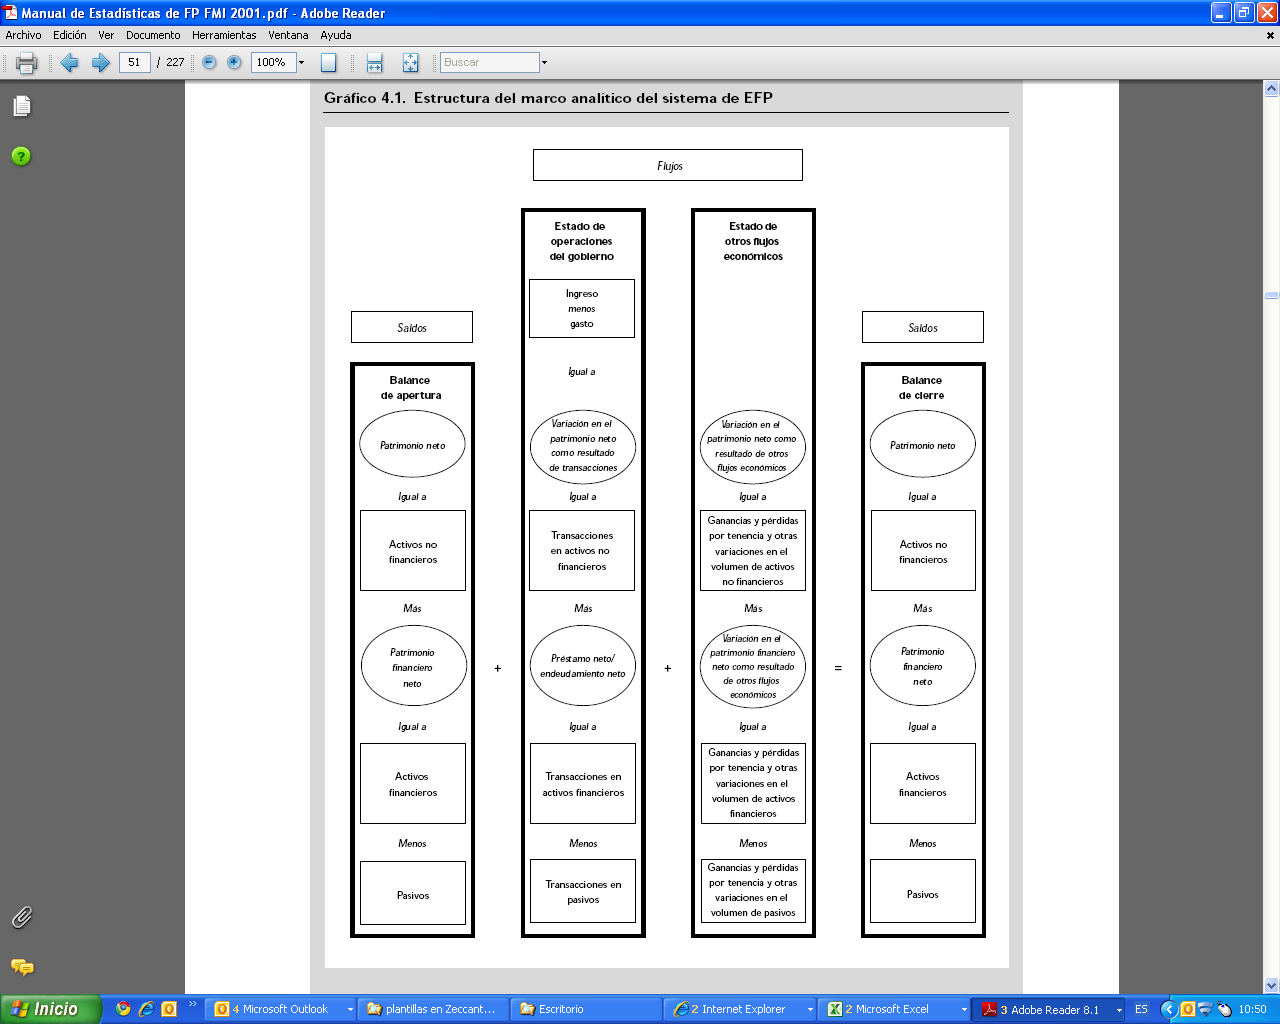 Manual de Estadísticas de FP FMI 2001.pdf - Adobe Reader
Archivo Edición Ver Documento Herramientas Ventana Ayuda
51 / 227 100% Buscar
Gráfico 4.1. Estructura del marco analítico del sistema de EFP
Flujos
Saldos
Balance
de apertura
Patrimonio neto
Igual a
Activos no
financieros
Más
Patrimonio
financiero
neto
Igual a
Activos
financieros
Menos
Pasivos
+
Estado de
operaciones
del gobierno
Ingreso
menos
gasto
Igual a
Variación en el
patrimonio neto
como resultado
de transacciones
Igual a
Transacciones
en activos no
financieros
Más
Préstamo neto/
endeudamiento neto
Igual a
Transacciones en
activos financieros
Menos
Transacciones en
pasivos
+
Estado de
otros flujos
económicos
Variación en el
patrimonio neto como
resultado de otros
flujos económicos
Igual a
Ganancias y pérdidas
por tenencia y otras
variaciones en el
volumen de activos
no financieros
Más
Variación en el
patrimonio financiero
neto como resultado
de otros flujos
económicos
Igual a
Ganancias y pérdidas
por tenencia y otras
variaciones en el
volumen de activos
financieros
Menos
Ganancias y pérdidas
por tenencia y otras
variaciones en el
volumen de pasivos
=
Saldos
Balance
de cierre
Patrimonio neto
Igual a
Activos no
financieros
Más
Patrimonio
financiero
neto
Igual a
Activos
financieros
Menos
Pasivos
Inicio 4 Microsoft Outlook plantillas en Zeccant... Escritorio 2 Internet Explorer 2 Microsoft Excel 3 Adobe Reader 8.1 ES 10:50